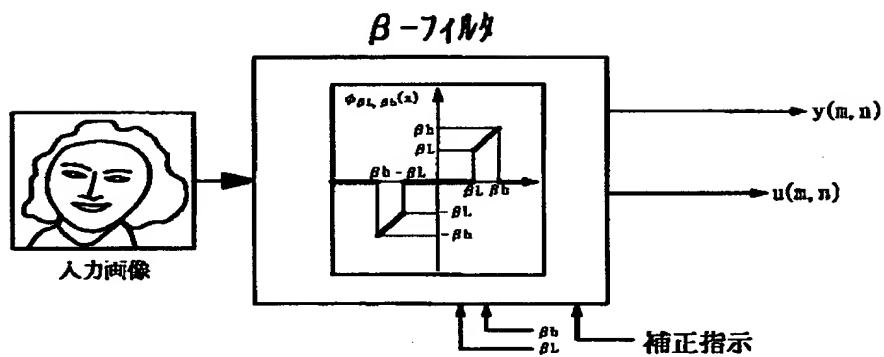 β-フィルタ
φβL, βh(x)
βh
βL
βh -βL
βL βh
-βL
-βh
y(m,n)
u(m,n)
入力画像
βh
βL
補正指示